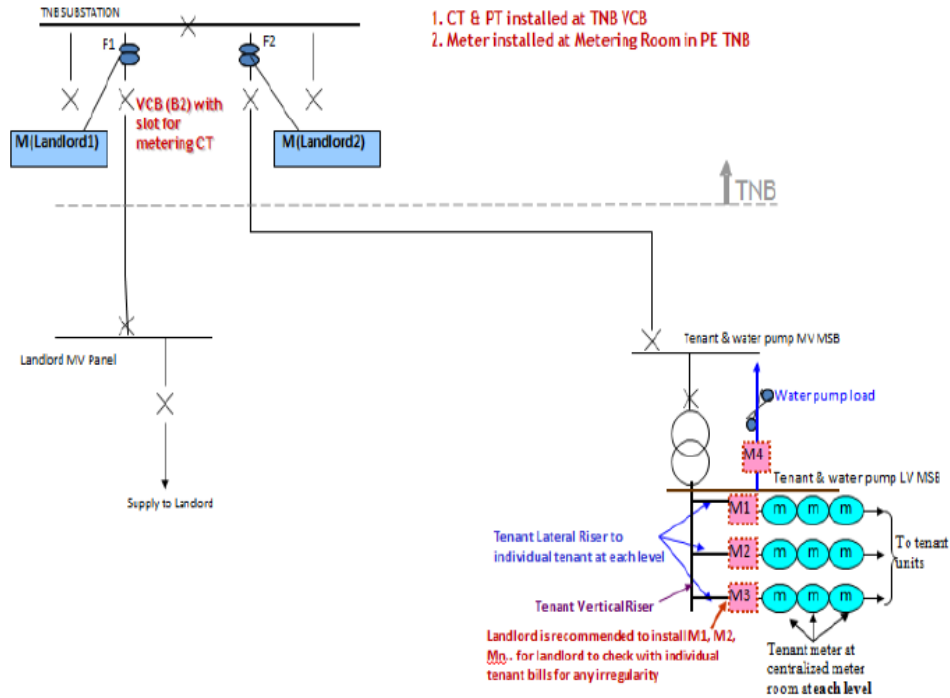 TNB SUBSTATION
1. CT & PT installed at TNB VCB
2. Meter installed at Metering Room in PE TNB
F1
F2
VCB (B2) with
slot for
metering CT
M(Landlord1)
M(Landlord2)
TNB
Landlord MV Panel
Tenant & water pump MV MSB
Water pump load
M4
Supply to Landord
Tenant & water pump LV MSB
M1
m
m
m
Tenant Lateral Riser to
individual tenant at each level
M2
m
m
m
To tenant
units
Tenant Vertical Riser
M3
m
m
m
Landlord is recommended to install M1, M2,
Mn.. for landlord to check with individual
tenant bills for any irregularity
Tenant meter at
centralized meter
room at each level